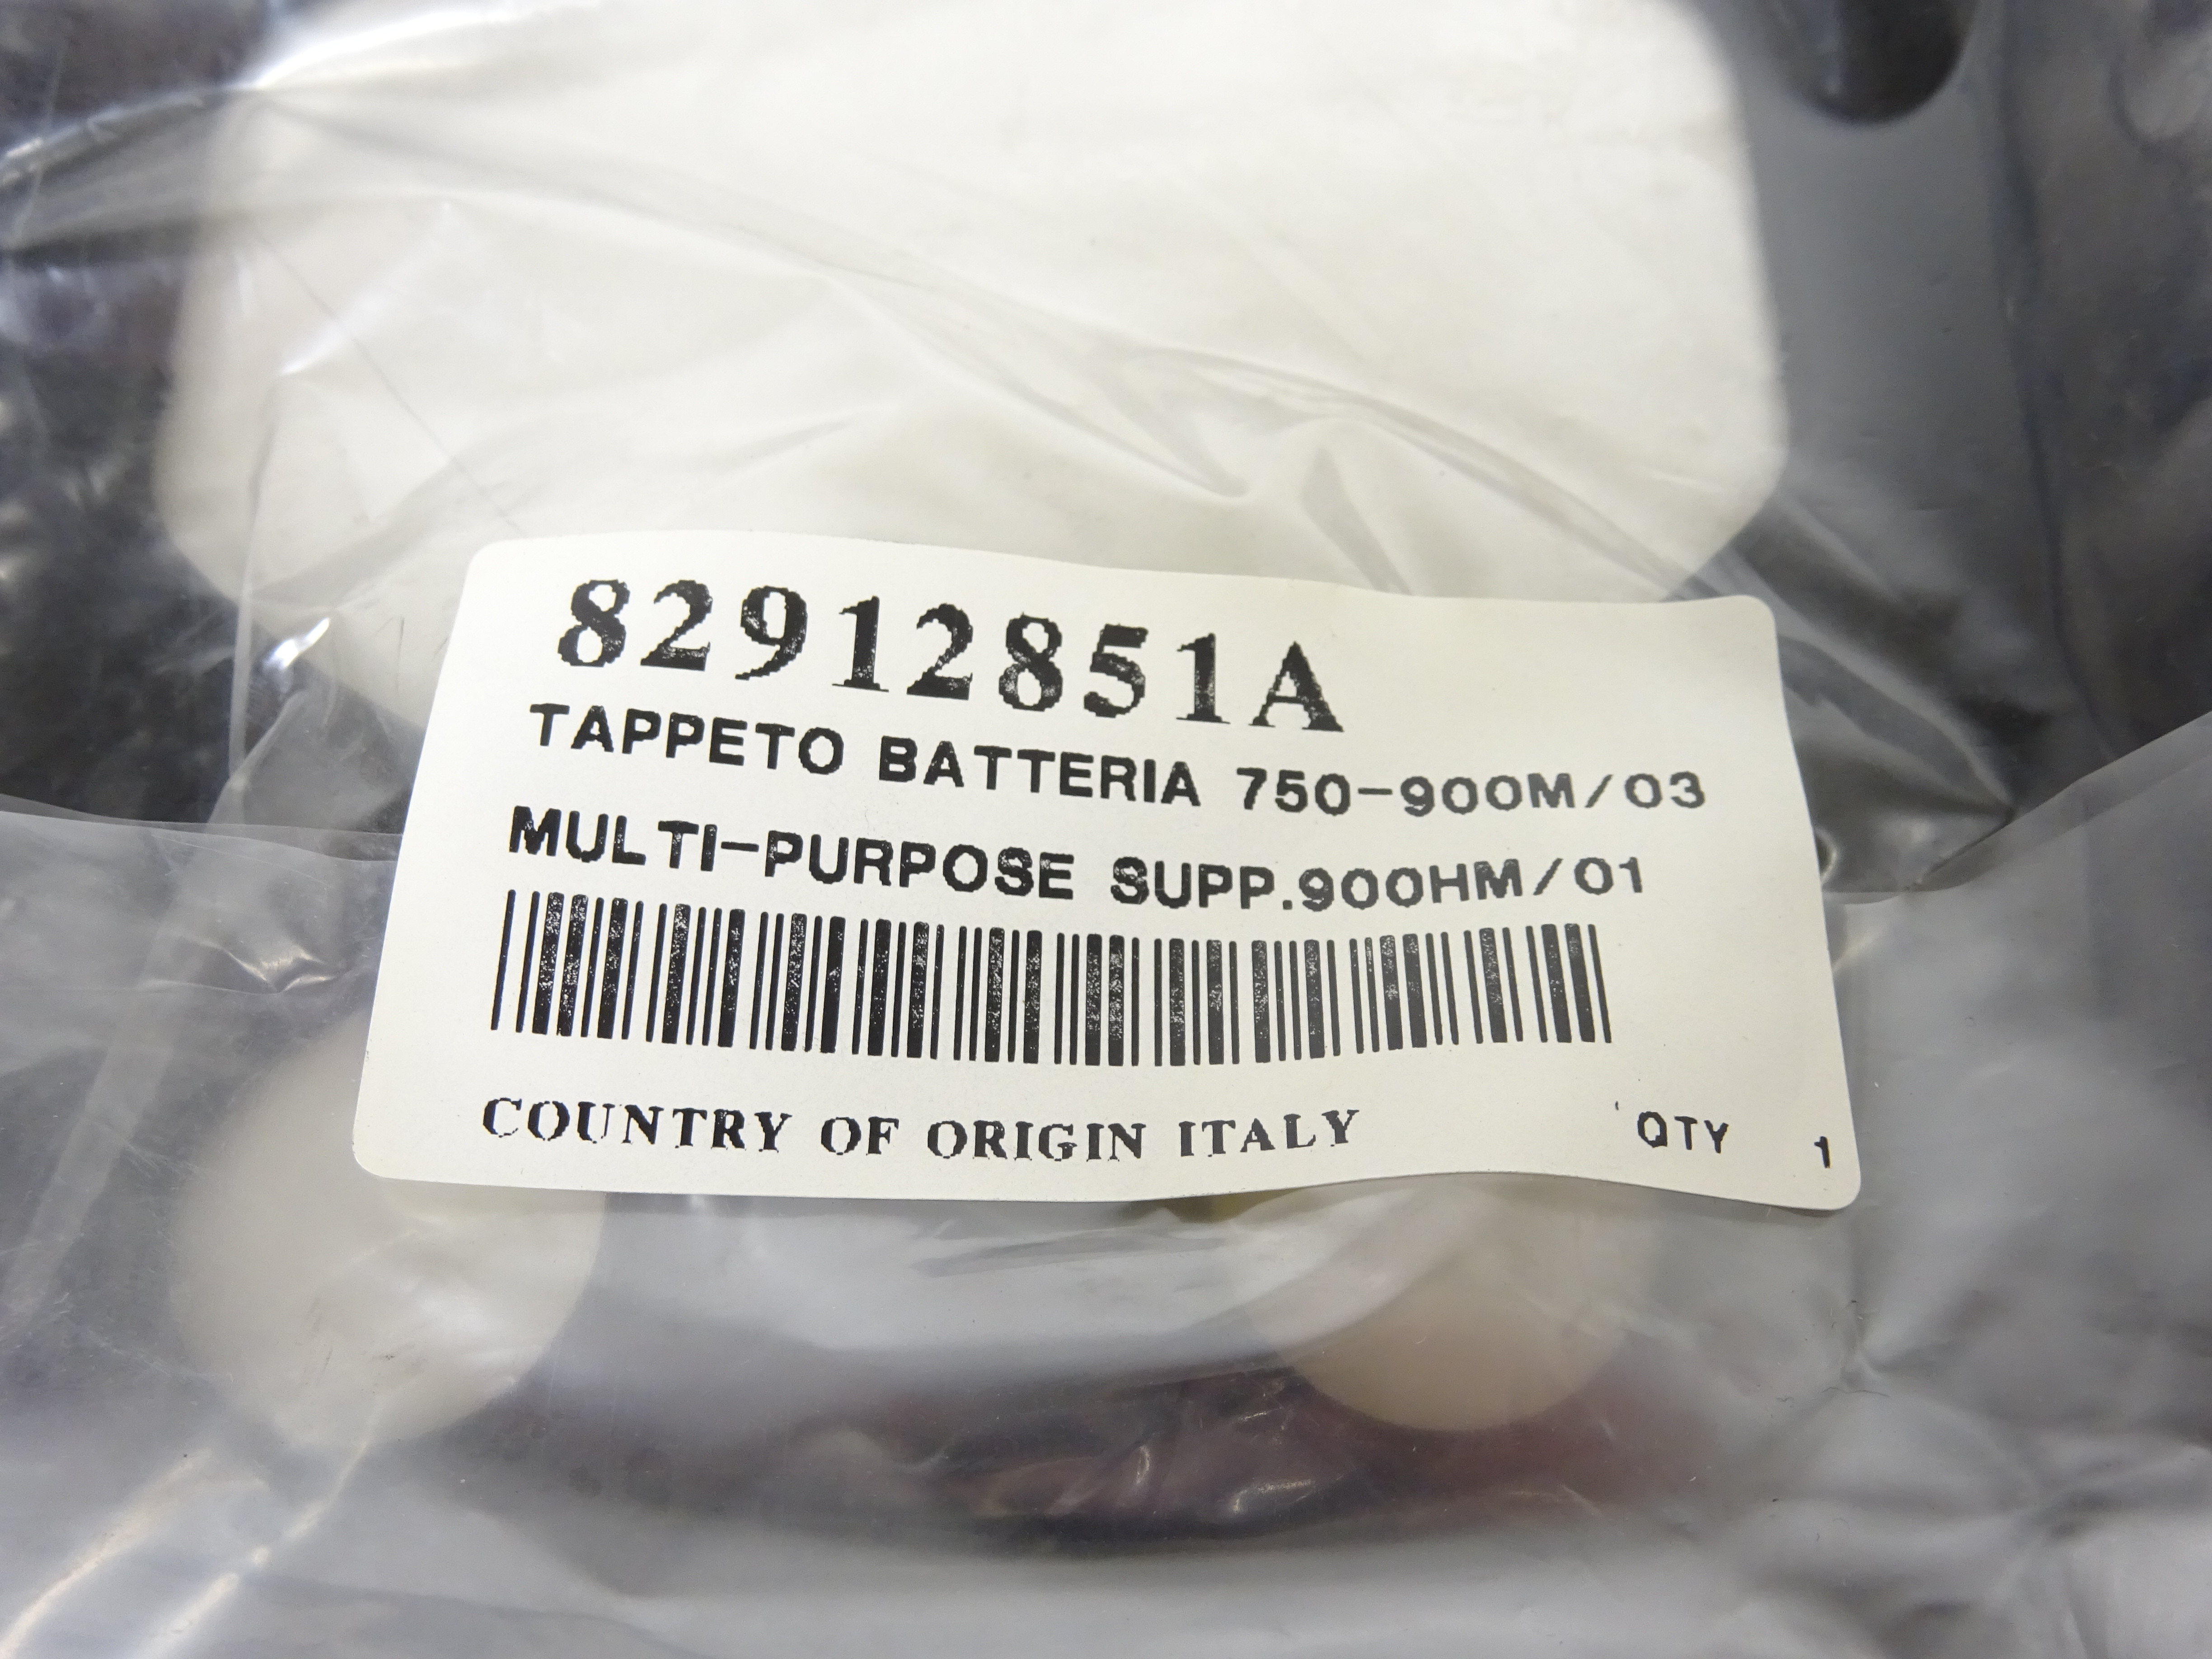 82912851A
TAPPETO BATTERIA 750-900M/03
MULTI-PURPOSE SUPP.900HM/01
COUNTRY OF ORIGIN ITALY QTY 1